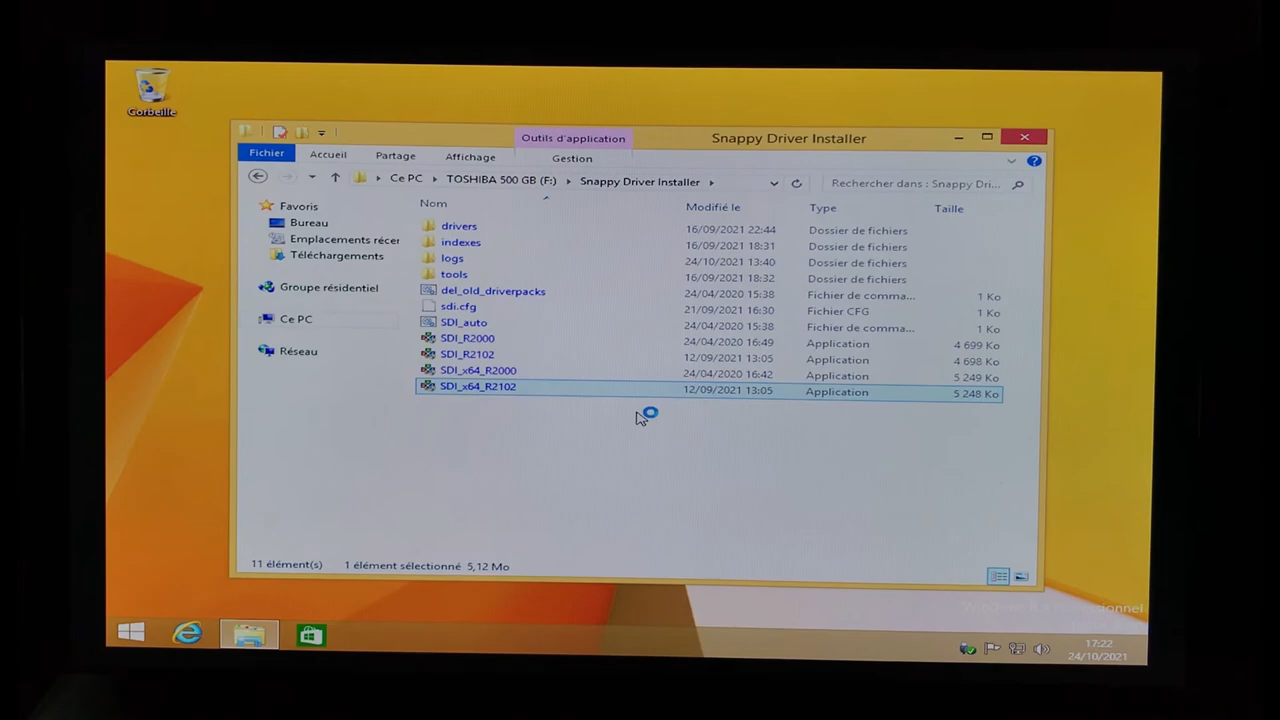 Corbeille
Outils d'application
Snappy Driver Installer
Fichier
Accueil
Partage
Affichage
Gestion
Ce PC
TOSHIBA 500 GB (F:)
Snappy Driver Installer
Rechercher dans : Snappy Dri...
Nom
Modifié le
Type
Taille
Favoris
Bureau
Emplacements récer
Téléchargements
Groupe résidentiel
Ce PC
Réseau
drivers 16/09/2021 22:44 Dossier de fichiers
indexes 16/09/2021 18:31 Dossier de fichiers
logs 24/10/2021 13:40 Dossier de fichiers
tools 16/09/2021 18:32 Dossier de fichiers
del_old_driverpacks 24/04/2020 15:38 Fichier de comma... 1 Ko
sdi.cfg 21/09/2021 16:30 Fichier CFG 1 Ko
SDI_auto 24/04/2020 15:38 Fichier de comma... 1 Ko
SDI_R2000 24/04/2020 16:49 Application 4 699 Ko
SDI_R2102 12/09/2021 13:05 Application 4 698 Ko
SDI_x64_R2000 24/04/2020 16:42 Application 5 249 Ko
SDI_x64_R2102 12/09/2021 13:05 Application 5 248 Ko
11 élément(s)
1 élément sélectionné 5,12 Mo
17:22
24/10/2021